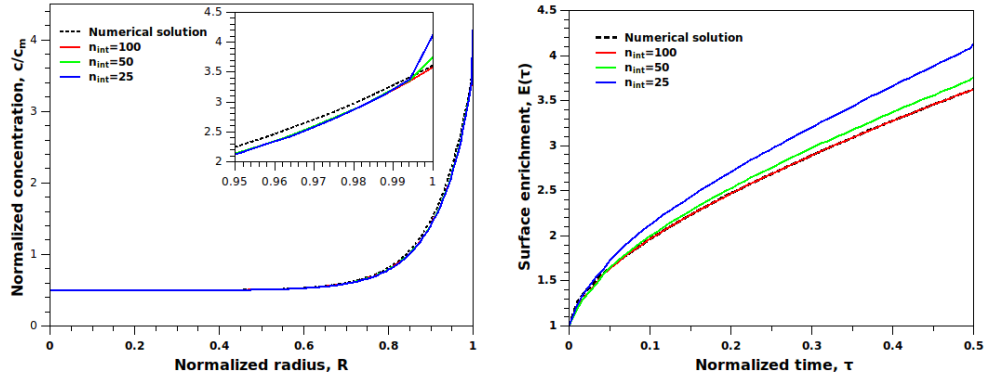 Normalized concentration, c/cm
4.5
4
3
2
1
0
Numerical solution
nint=100
nint=50
nint=25
4.5
4
3.5
3
2.5
2
0.95 0.96 0.97 0.98 0.99 1
0 0.2 0.4 0.6 0.8 1
Normalized radius, R
Surface enrichment, E(τ)
4.5
4
3.5
3
2.5
2
1.5
1
Numerical solution
nint=100
nint=50
nint=25
0 0.1 0.2 0.3 0.4 0.5
Normalized time, τ